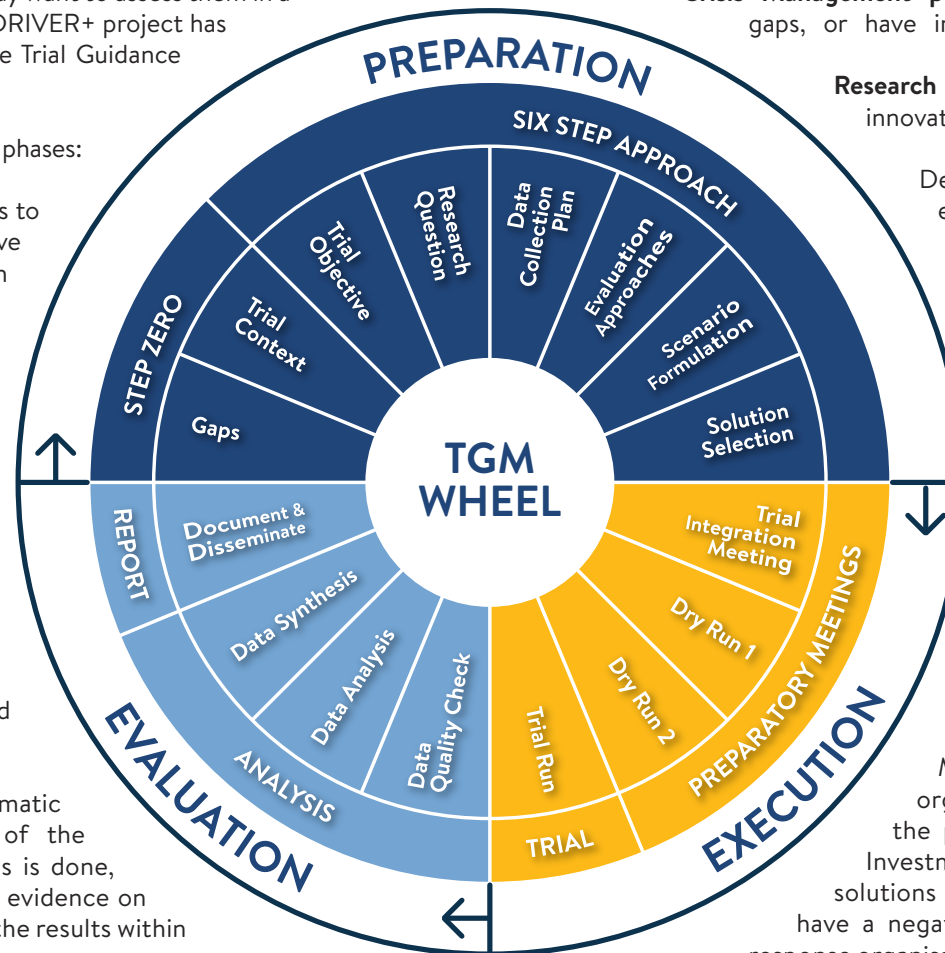 DRIVER+ project has
e Trial Guidance
phases:
s to
gaps, or have in
Research
innovat
PREPARATION
SIX STEP APPROACH
STEP ZERO
Gaps
Trial
Context
Trial
Objective
Research
Question
Data
Collection
Plan
Evaluation
Approaches
Scenario
Formulation
Solution
Selection
TGM
WHEEL
Trial
Integration
Meeting
Dry Run 1
Dry Run 2
Trial Run
PREPARATORY MEETINGS
TRIAL
EXECUTION
Data
Quality Check
Data Analysis
Data Synthesis
Document &
Disseminate
ANALYSIS
REPORT
EVALUATION
matic
of the
s is done,
evidence on
the results within
org
the p
Investm
solutions
have a negat